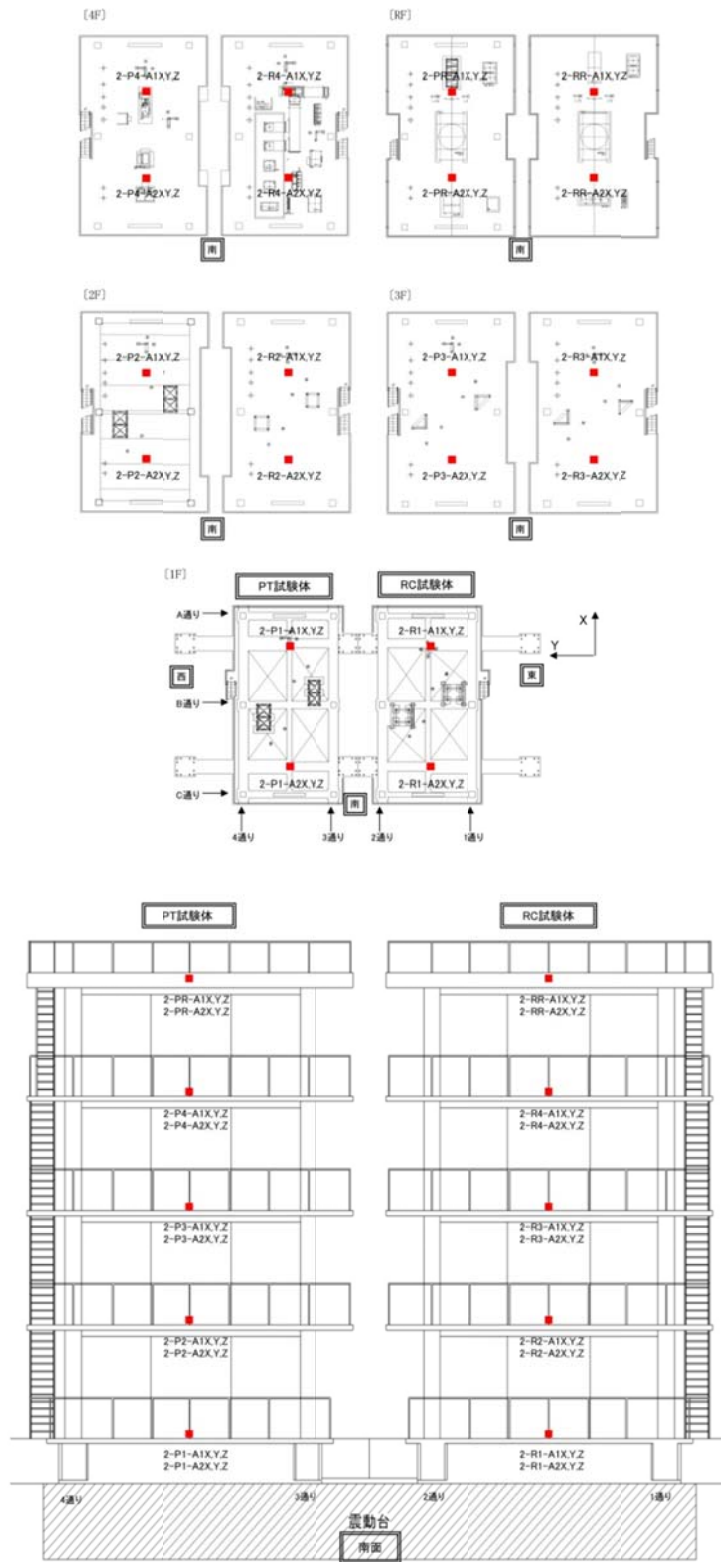 〔4F〕
〔RF〕
2-P4-A1X,Y,Z
2-R4-A1X,Y,Z
2-PR-A1X,Y,Z
2-RR-A1X,Y,Z
2-P4-A2X,Y,Z
2-R4-A2X,Y,Z
2-PR-A2X,Y,Z
2-RR-A2X,Y,Z
南
南
〔2F〕
〔3F〕
2-P2-A1X,Y,Z
2-R2-A1X,Y,Z
2-P3-A1X,Y,Z
2-R3-A1X,Y,Z
2-P2-A2X,Y,Z
2-R2-A2X,Y,Z
2-P3-A2X,Y,Z
2-R3-A2X,Y,Z
南
南
〔1F〕
PT試験体
RC試験体
A通り
2-P1-A1X,Y,Z
2-R1-A1X,Y,Z
X
Y
西
東
B通り
2-P1-A2X,Y,Z
2-R1-A2X,Y,Z
C通り
南
4通り
3通り
2通り
1通り
PT試験体
RC試験体
2-PR-A1X,Y,Z
2-PR-A2X,Y,Z
2-RR-A1X,Y,Z
2-RR-A2X,Y,Z
2-P4-A1X,Y,Z
2-P4-A2X,Y,Z
2-R4-A1X,Y,Z
2-R4-A2X,Y,Z
2-P3-A1X,Y,Z
2-P3-A2X,Y,Z
2-R3-A1X,Y,Z
2-R3-A2X,Y,Z
2-P2-A1X,Y,Z
2-P2-A2X,Y,Z
2-R2-A1X,Y,Z
2-R2-A2X,Y,Z
2-P1-A1X,Y,Z
2-P1-A2X,Y,Z
2-R1-A1X,Y,Z
2-R1-A2X,Y,Z
4通り
3通り
2通り
1通り
震動台
南面